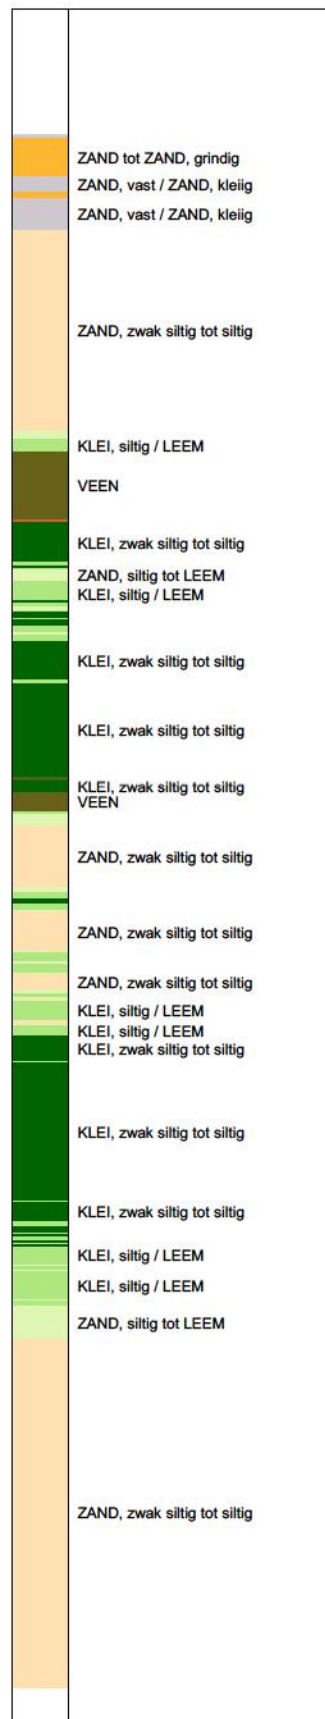 ZAND tot ZAND, grindig
ZAND, vast / ZAND, kleiig
ZAND, vast / ZAND, kleiig
ZAND, zwak siltig tot siltig
KLEI, siltig / LEEM
VEEN
KLEI, zwak siltig tot siltig
ZAND, siltig tot LEEM
KLEI, siltig / LEEM
KLEI, zwak siltig tot siltig
KLEI, zwak siltig tot siltig
KLEI, zwak siltig tot siltig
VEEN
ZAND, zwak siltig tot siltig
ZAND, zwak siltig tot siltig
ZAND, zwak siltig tot siltig
KLEI, siltig / LEEM
KLEI, siltig / LEEM
KLEI, zwak siltig tot siltig
KLEI, zwak siltig tot siltig
KLEI, zwak siltig tot siltig
KLEI, siltig / LEEM
KLEI, siltig / LEEM
ZAND, siltig tot LEEM
ZAND, zwak siltig tot siltig